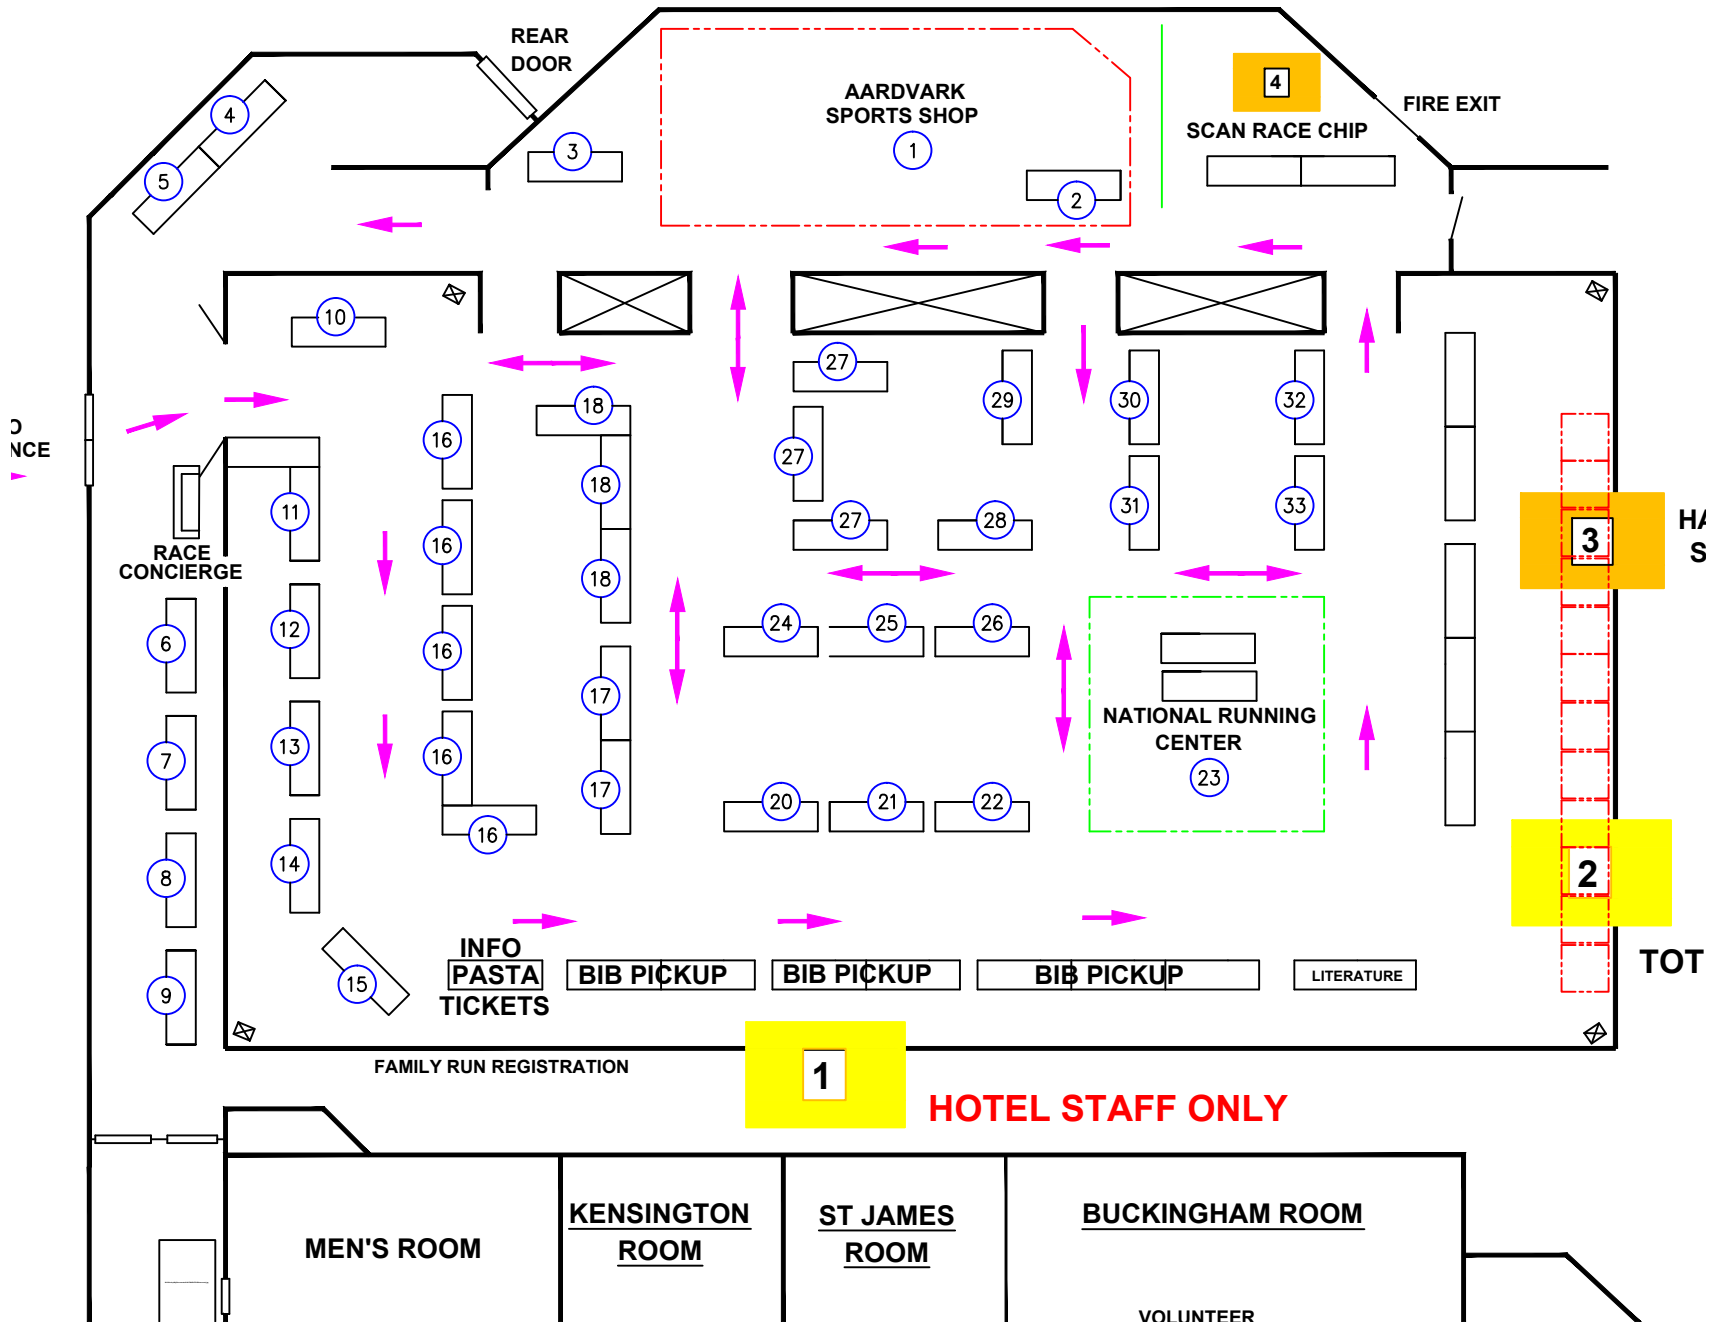 REAR
DOOR
AARDVARK
SPORTS SHOP
1
2
3
4
5
4
SCAN RACE CHIP
FIRE EXIT
10
27
29
30
32
18
16
27
18
31
33
27
28
11
16
18
O
NCE
RACE
CONCIERGE
3
HA
S
6
12
16
17
24
25
26
7
13
16
17
NATIONAL RUNNING
CENTER
23
20
21
22
16
8
14
2
9
15
INFO
PASTA
TICKETS
BIB PICKUP
BIB PICKUP
BIB PICKUP
LITERATURE
TOT
FAMILY RUN REGISTRATION
1
HOTEL STAFF ONLY
MEN'S ROOM
KENSINGTON
ROOM
ST JAMES
ROOM
BUCKINGHAM ROOM
VOLUNTEER